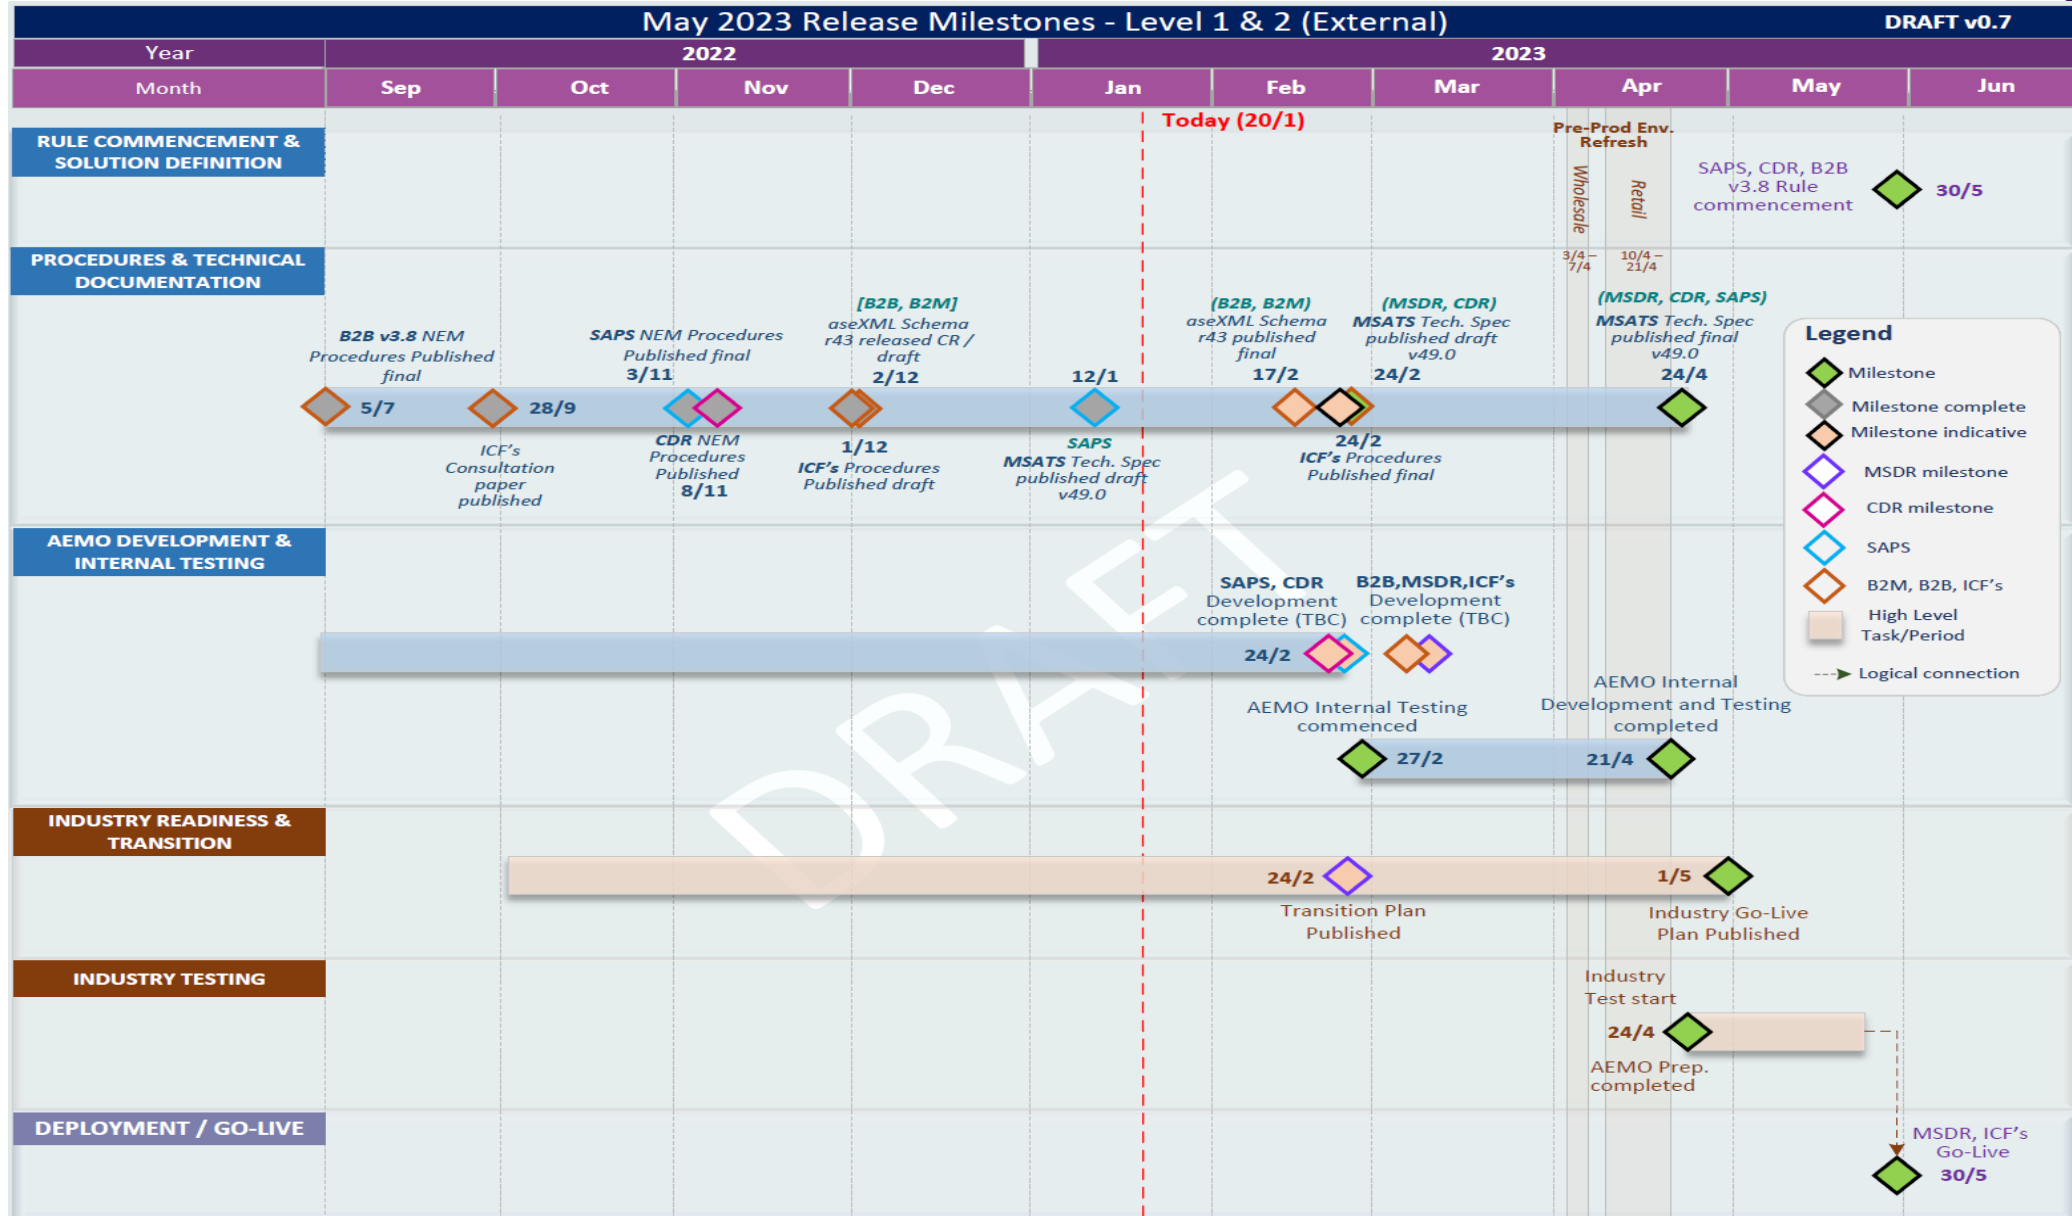 May 2023 Release Milestones - Level 1 & 2 (External)
DRAFT v0.7
Year
2022
2023
Month
Sep
Oct
Nov
Dec
Jan
Feb
Mar
Apr
May
Jun
Today (20/1)
RULE COMMENCEMENT &
SOLUTION DEFINITION
Pre-Prod Env.
Refresh
Wholesale
Retail
3/4 –
7/4
10/4 –
21/4
SAPS, CDR, B2B
v3.8 Rule
commencement
30/5
PROCEDURES & TECHNICAL
DOCUMENTATION
B2B v3.8 NEM
Procedures Published
final
5/7
28/9
ICF's
Consultation
paper
published
SAPS NEM Procedures
Published final
3/11
CDR NEM
Procedures
Published
8/11
[B2B, B2M]
aseXML Schema
r43 released CR /
draft
2/12
1/12
ICF's Procedures
Published draft
12/1
SAPS
MSATS Tech. Spec
published draft
v49.0
(B2B, B2M)
aseXML Schema
r43 published
final
17/2
(MSDR, CDR)
MSATS Tech. Spec
published draft
v49.0
24/2
24/2
ICF's Procedures
Published final
(MSDR, CDR, SAPS)
MSATS Tech. Spec
published final
v49.0
24/4
Legend
Milestone
Milestone complete
Milestone indicative
MSDR milestone
CDR milestone
SAPS
B2M, B2B, ICF's
High Level
Task/Period
Logical connection
AEMO DEVELOPMENT &
INTERNAL TESTING
SAPS, CDR
Development
complete (TBC)
24/2
B2B,MSDR,ICF's
Development
complete (TBC)
AEMO Internal Testing
commenced
27/2
AEMO Internal
Development and Testing
completed
21/4
DRAFT
INDUSTRY READINESS &
TRANSITION
24/2
Transition Plan
Published
1/5
Industry Go-Live
Plan Published
INDUSTRY TESTING
Industry
Test start
24/4
AEMO Prep.
completed
DEPLOYMENT / GO-LIVE
MSDR, ICF's
Go-Live
30/5